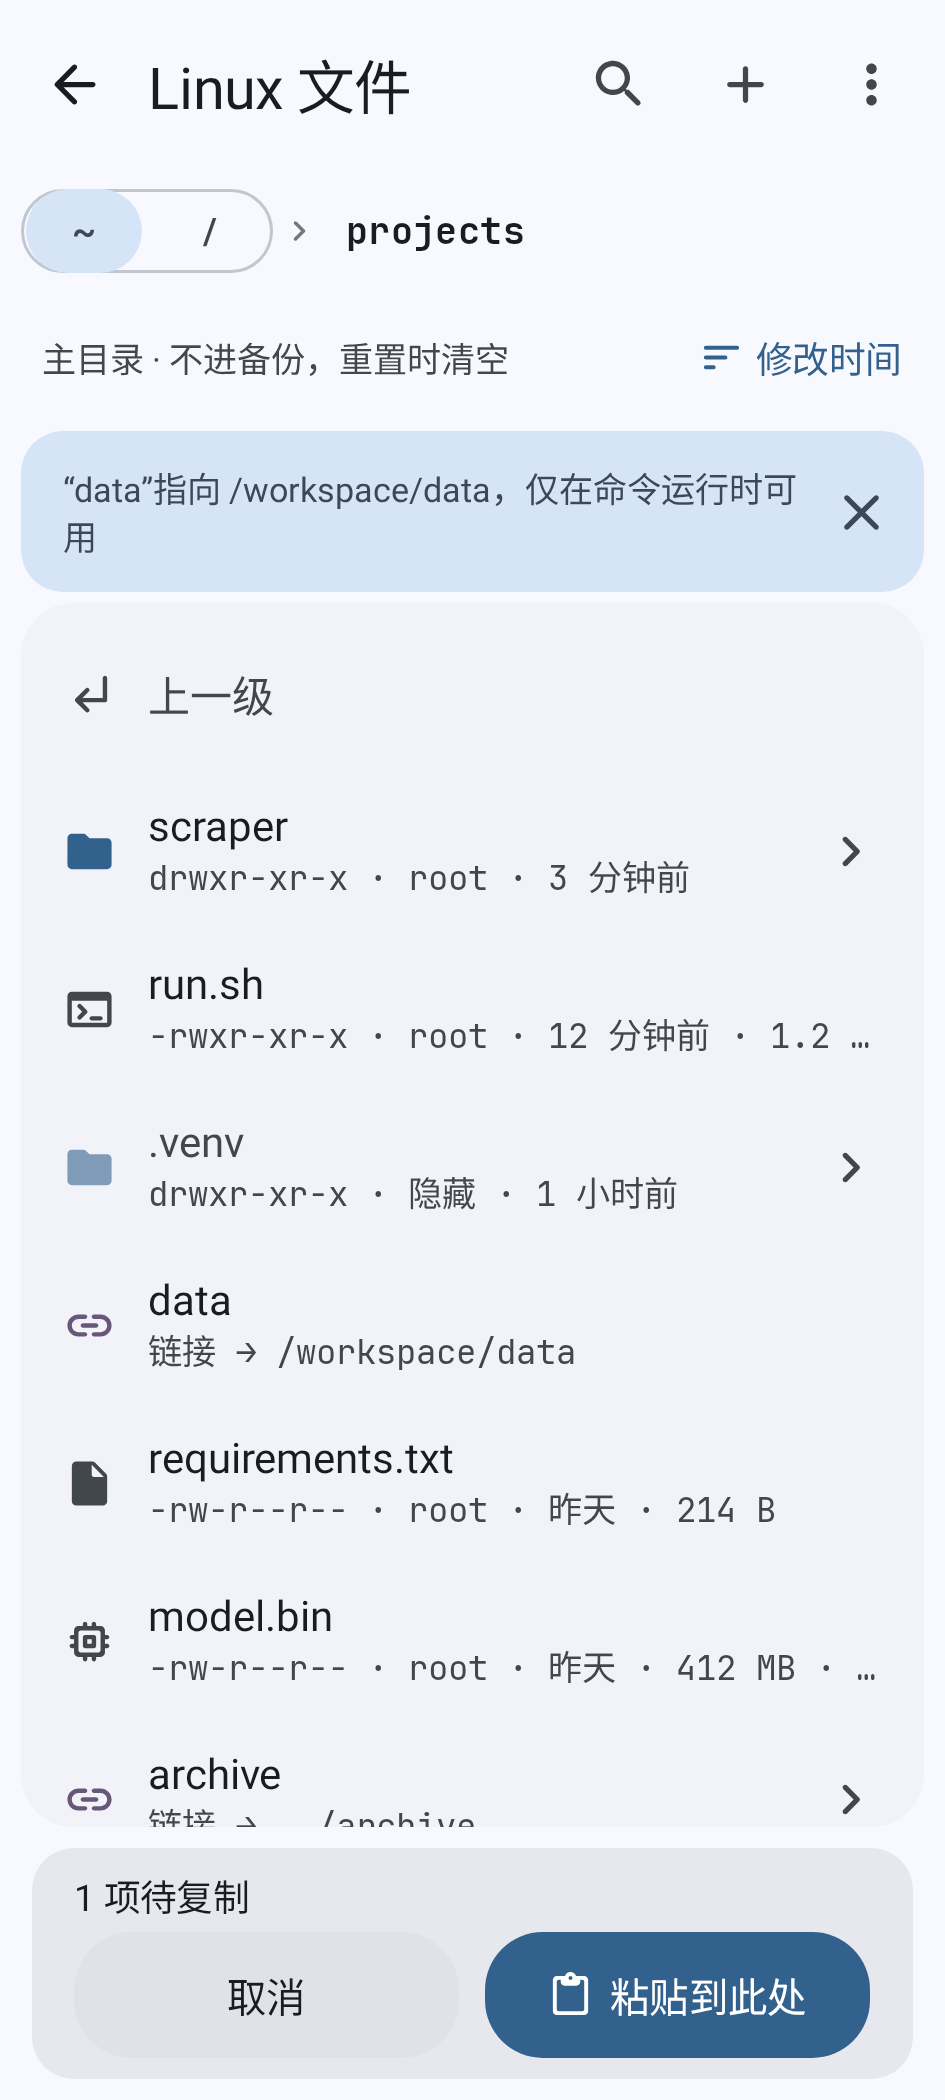 Linux 文件
~ / › projects
主目录 · 不进备份，重置时清空
修改时间
“data”指向 /workspace/data，仅在命令运行时可
用
上一级
scraper
drwxr-xr-x · root · 3 分钟前
run.sh
-rwxr-xr-x · root · 12 分钟前 · 1.2 …
.venv
drwxr-xr-x · 隐藏 · 1 小时前
data
链接 → /workspace/data
requirements.txt
-rw-r--r-- · root · 昨天 · 214 B
model.bin
-rw-r--r-- · root · 昨天 · 412 MB · …
archive
链接 → /archive
1 项待复制
取消
粘贴到此处